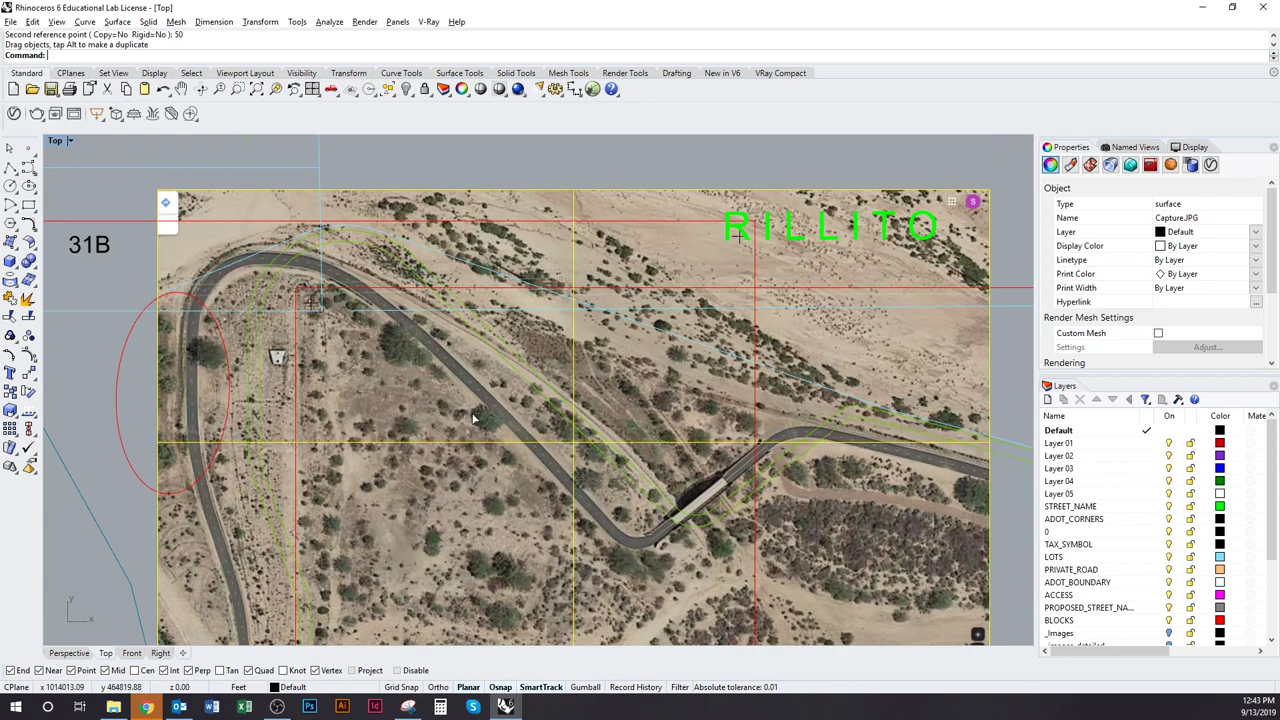 Rhinoceros 6 Educational Lab License - [Top]
File Edit View Curve Surface Solid Mesh Dimension Transform Tools Analyze Render Panels V-Ray Help
Second reference point ( Copy=No Rigid=No ): 50
Drag objects, tap Alt to make a duplicate
Command:
Standard CPlanes Set View Display Select Viewport Layout Visibility Transform Curve Tools Surface Tools Solid Tools Mesh Tools Render Tools Drafting New in V6 VRay Compact
Top
Properties Named Views Display
Object
Type surface
Name Capture.JPG
Layer Default
Display Color By Layer
Linetype By Layer
Print Color By Layer
Print Width By Layer
Hyperlink ...
Render Mesh Settings
Custom Mesh
Settings Adjust...
Rendering
31B
RILLITO
S
Layers
Name On Color Mate
Default
Layer 01
Layer 02
Layer 03
Layer 04
Layer 05
STREET_NAME
ADOT_CORNERS
0
TAX_SYMBOL
LOTS
PRIVATE_ROAD
ADOT_BOUNDARY
ACCESS
PROPOSED_STREET_NA...
BLOCKS
_Images
_images_detailed
y
x
Perspective Top Front Right
End Near Point Mid Cen Int Perp Tan Quad Knot Vertex Project Disable
CPlane x 1014013.09 y 464819.88 z 0.00 Feet Default Grid Snap Ortho Planar Osnap SmartTrack Gumball Record History Filter Absolute tolerance: 0.01
12:43 PM
9/13/2019